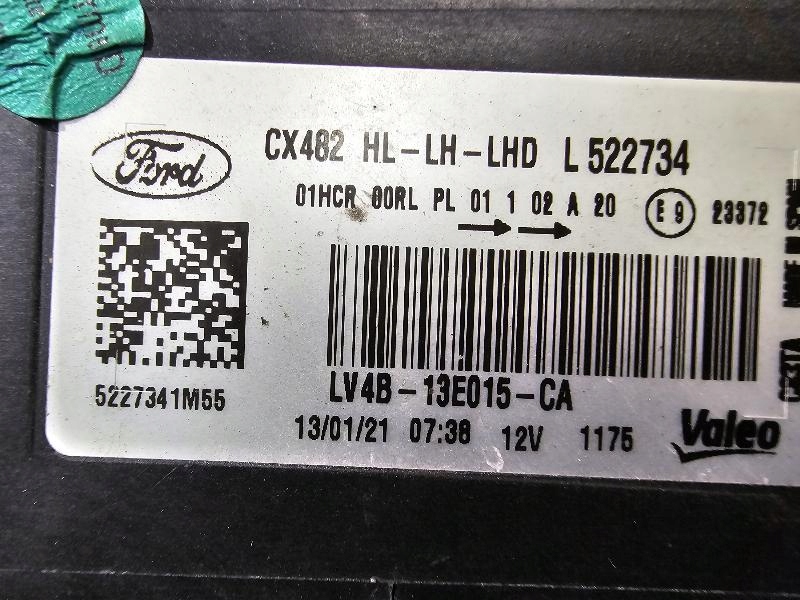 Ford
CX482 HL-LH-LHD L 522734
01HCR 00RL PL 01 1 02 A 20 E 9 23372
5227341M55
LV4B-13E015-CA
13/01/21 07:38 12V 1175 Valeo